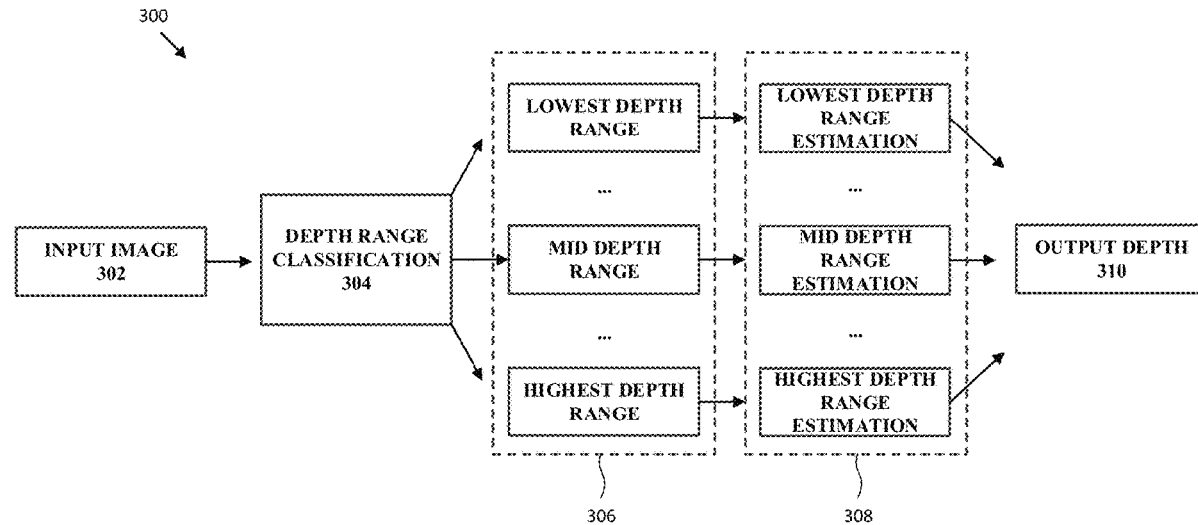 300
INPUT IMAGE
302
DEPTH RANGE
CLASSIFICATION
304
LOWEST DEPTH
RANGE
...
MID DEPTH
RANGE
...
HIGHEST DEPTH
RANGE
306
LOWEST DEPTH
RANGE
ESTIMATION
...
MID DEPTH
RANGE
ESTIMATION
...
HIGHEST DEPTH
RANGE
ESTIMATION
308
OUTPUT DEPTH
310